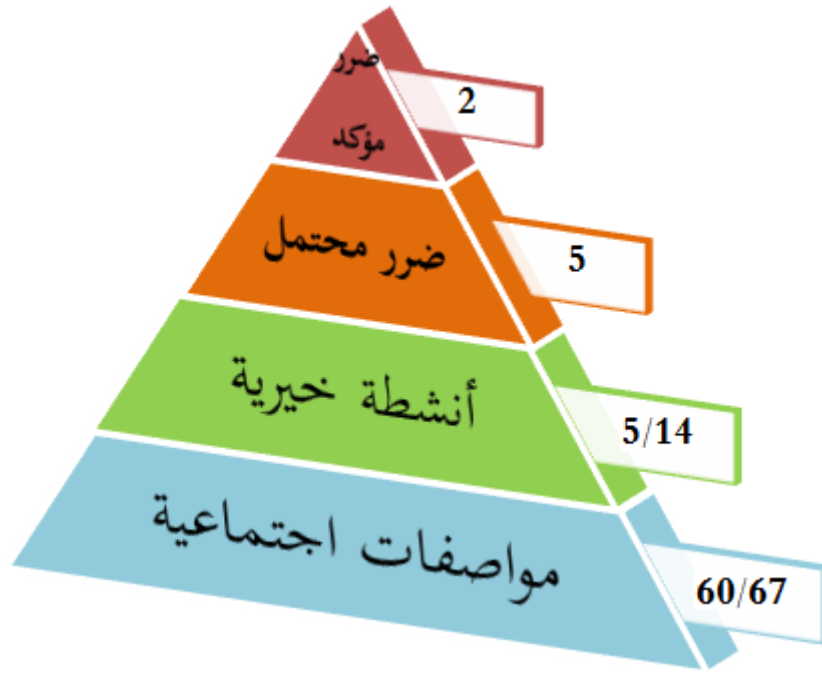 ضرر
مؤكد
2
ضرر محتمل
5
أنشطة خيرية
5/14
مواصفات اجتماعية
60/67